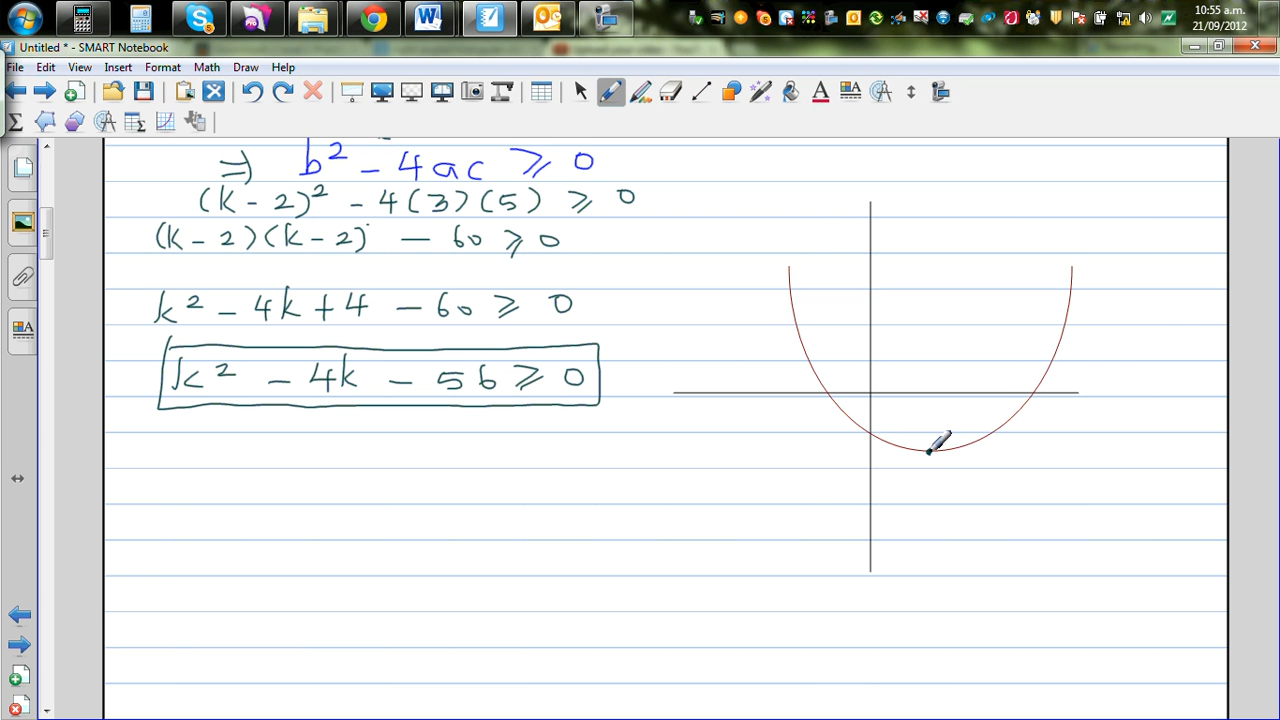 10:55 a.m.
21/09/2012
Untitled * - SMART Notebook
File Edit View Insert Format Math Draw Help
⇒ b² - 4ac ≥ 0
(k - 2)² - 4(3)(5) ≥ 0
(k - 2)(k - 2) - 60 ≥ 0
k² - 4k + 4 - 60 ≥ 0
k² - 4k - 56 ≥ 0